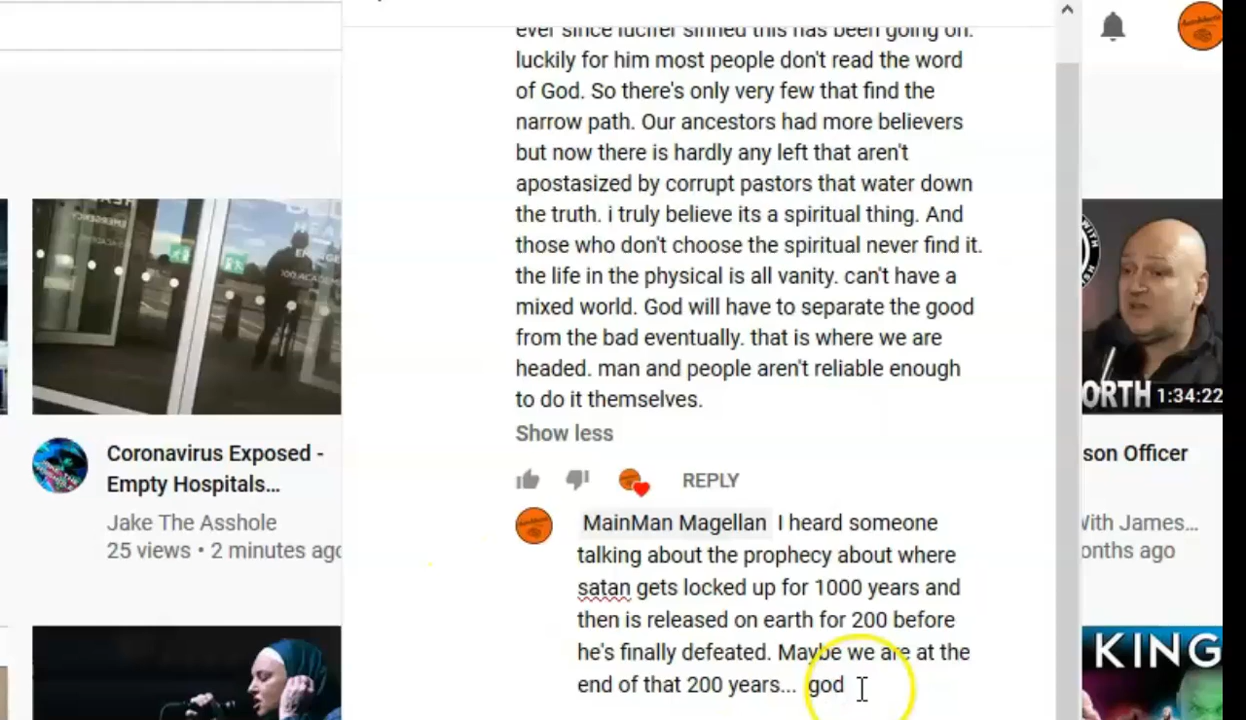 ever since lucifer sinned this has been going on.
luckily for him most people don't read the word
of God. So there's only very few that find the
narrow path. Our ancestors had more believers
but now there is hardly any left that aren't
apostasized by corrupt pastors that water down
the truth. i truly believe its a spiritual thing. And
those who don't choose the spiritual never find it.
the life in the physical is all vanity. can't have a
mixed world. God will have to separate the good
from the bad eventually. that is where we are
headed. man and people aren't reliable enough
to do it themselves.
Show less
REPLY
MainMan Magellan I heard someone
talking about the prophecy about where
satan gets locked up for 1000 years and
then is released on earth for 200 before
he's finally defeated. Maybe we are at the
end of that 200 years... god
Coronavirus Exposed -
Empty Hospitals...
Jake The Asshole
25 views • 2 minutes ago
ORTH 1:34:22
son Officer
With James...
onths ago
KING